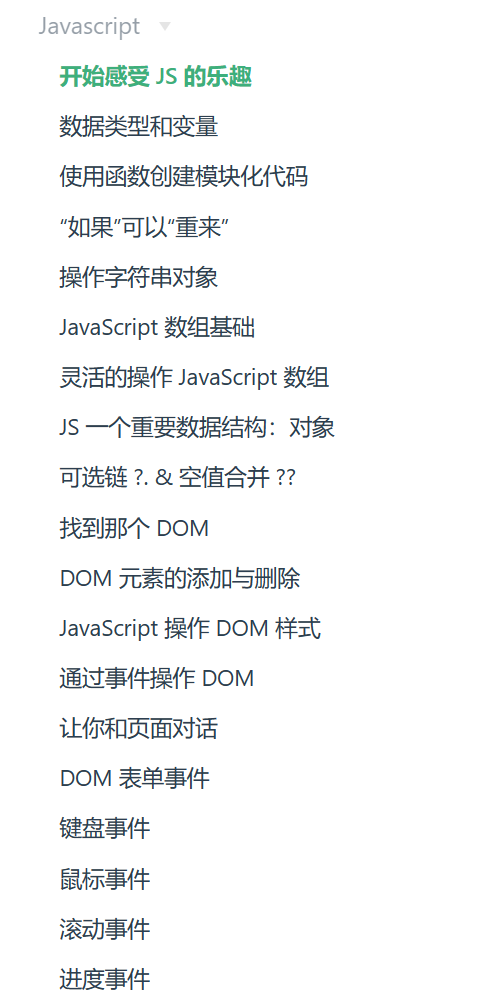 Javascript
开始感受 JS 的乐趣
数据类型和变量
使用函数创建模块化代码
“如果”可以“重来”
操作字符串对象
JavaScript 数组基础
灵活的操作 JavaScript 数组
JS 一个重要数据结构：对象
可选链 ?. & 空值合并 ??
找到那个 DOM
DOM 元素的添加与删除
JavaScript 操作 DOM 样式
通过事件操作 DOM
让你和页面对话
DOM 表单事件
键盘事件
鼠标事件
滚动事件
进度事件